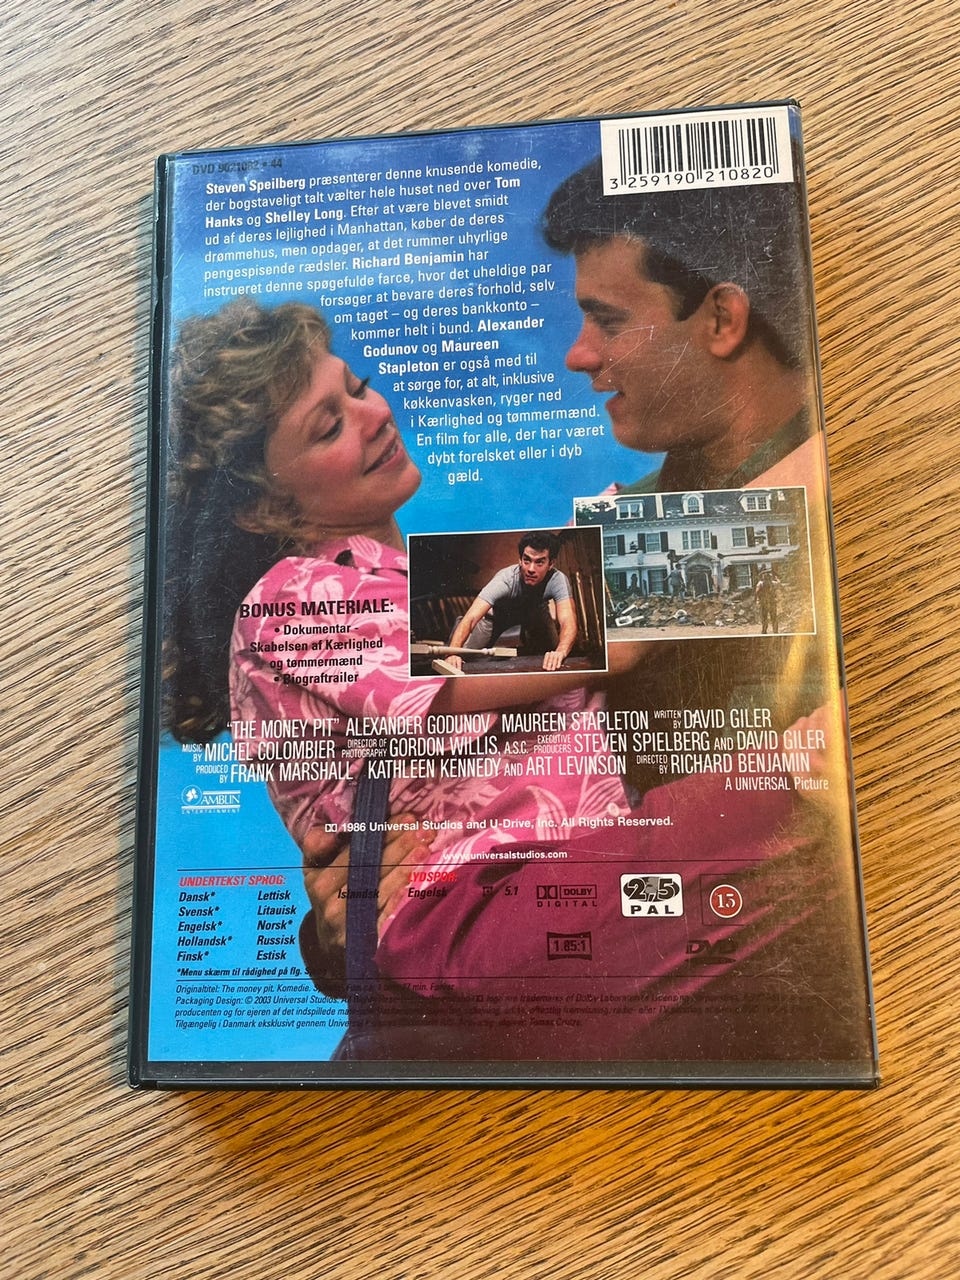 DVD 9021082 • 44
3 259190 210820
Steven Speilberg præsenterer denne knusende komedie,
der bogstaveligt talt vælter hele huset ned over Tom
Hanks og Shelley Long. Efter at være blevet smidt
ud af deres lejlighed i Manhattan, køber de deres
drømmehus, men opdager, at det rummer uhyrlige
pengespisende rædsler. Richard Benjamin har
instrueret denne spøgefulde farce, hvor det uheldige par
forsøger at bevare deres forhold, selv
om taget – og deres bankkonto –
kommer helt i bund. Alexander
Godunov og Maureen
Stapleton er også med til
at sørge for, at alt, inklusive
køkkenvasken, ryger ned
i Kærlighed og tømmermænd.
En film for alle, der har været
dybt forelsket eller i dyb
gæld.
BONUS MATERIALE:
• Dokumentar -
Skabelsen af Kærlighed
og tømmermænd
• Biograftrailer
"THE MONEY PIT" ALEXANDER GODUNOV MAUREEN STAPLETON WRITTEN BY DAVID GILER
MUSIC BY MICHEL COLOMBIER DIRECTOR OF PHOTOGRAPHY GORDON WILLIS, A.S.C. EXECUTIVE PRODUCERS STEVEN SPIELBERG AND DAVID GILER
PRODUCED BY FRANK MARSHALL KATHLEEN KENNEDY AND ART LEVINSON DIRECTED BY RICHARD BENJAMIN
A UNIVERSAL Picture
AMBLIN
ENTERTAINMENT
1986 Universal Studios and U-Drive, Inc. All Rights Reserved.
www.universalstudios.com
UNDERTEKST SPROG:
Dansk* Lettisk Islandsk
Svensk* Litauisk
Engelsk* Norsk*
Hollandsk* Russisk
Finsk* Estisk
*Menu skærm til rådighed på flg.
LYDSPOR:
Engelsk 5.1
DOLBY
DIGITAL
2,5
PAL
15
1.85:1
DVD
Originaltitel: The money pit. Komedie.
Packaging Design: © 2003 Universal Studios.
producenten og for ejeren af det indspillede
Tilgængelig i Danmark eksklusivt gennem